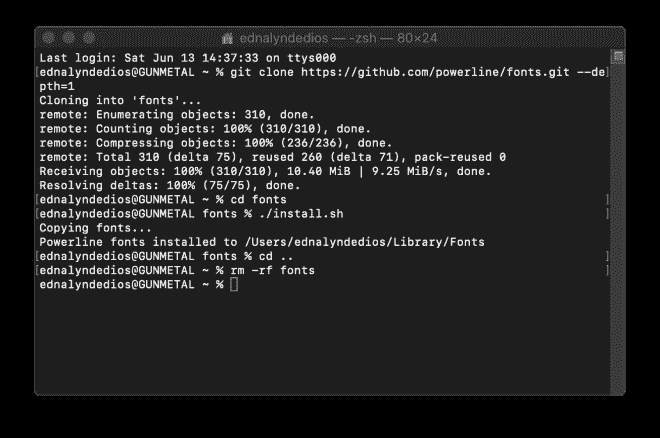 ednalyndedios — -zsh — 80×24
Last login: Sat Jun 13 14:37:33 on ttys000
[ednalyndedios@GUNMETAL ~ % git clone https://github.com/powerline/fonts.git --de]
pth=1
Cloning into 'fonts'...
remote: Enumerating objects: 310, done.
remote: Counting objects: 100% (310/310), done.
remote: Compressing objects: 100% (236/236), done.
remote: Total 310 (delta 75), reused 260 (delta 71), pack-reused 0
Receiving objects: 100% (310/310), 10.40 MiB | 9.25 MiB/s, done.
Resolving deltas: 100% (75/75), done.
[ednalyndedios@GUNMETAL ~ % cd fonts ]
[ednalyndedios@GUNMETAL fonts % ./install.sh ]
Copying fonts...
Powerline fonts installed to /Users/ednalyndedios/Library/Fonts
[ednalyndedios@GUNMETAL fonts % cd .. ]
[ednalyndedios@GUNMETAL ~ % rm -rf fonts ]
ednalyndedios@GUNMETAL ~ %